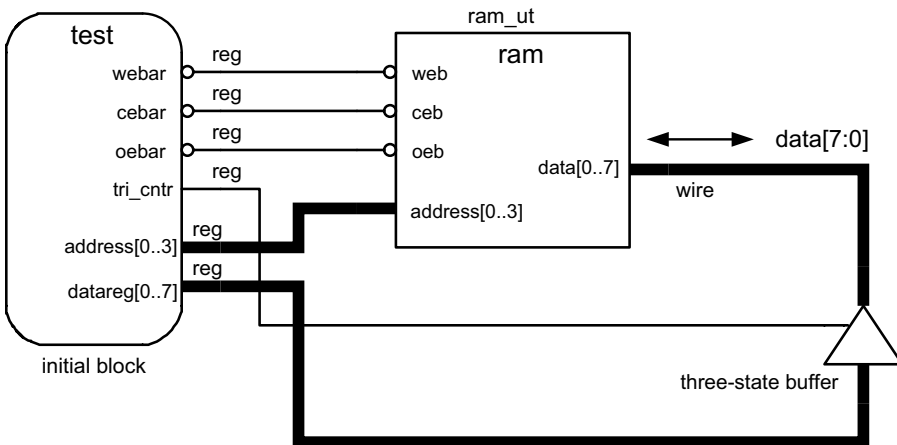 ram_ut
test
ram
webar
reg
web
cebar
reg
ceb
oebar
reg
oeb
tri_cntr
reg
data[0..7]
data[7:0]
wire
address[0..3]
reg
address[0..3]
datareg[0..7]
reg
initial block
three-state buffer